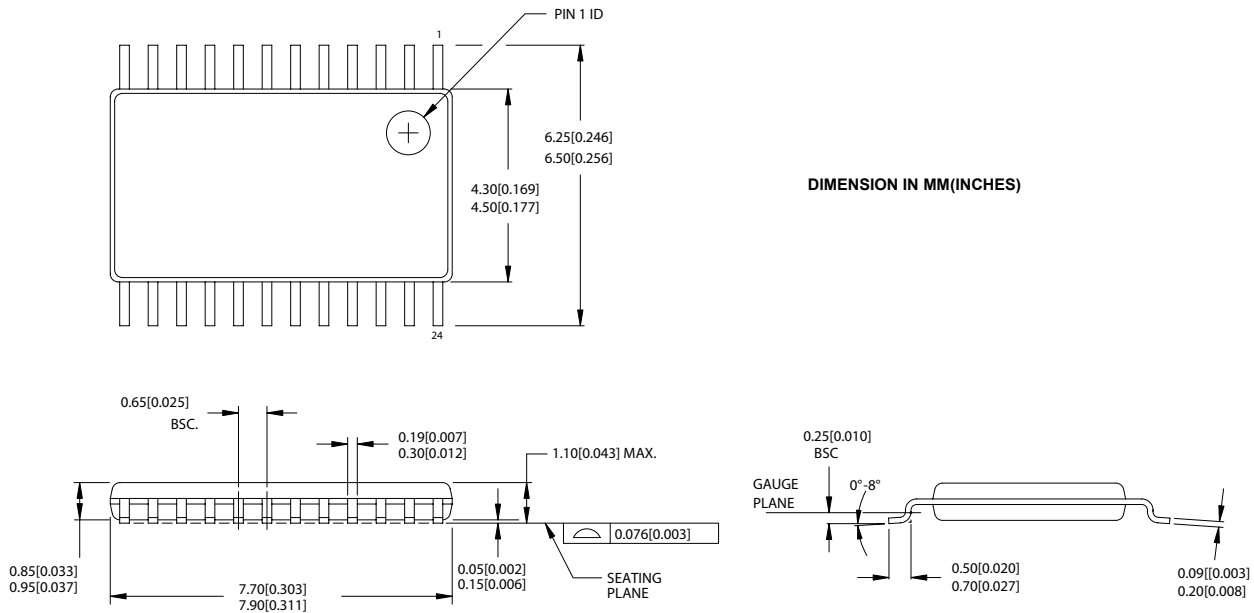 PIN 1 ID
1
6.25[0.246]
6.50[0.256]
4.30[0.169]
4.50[0.177]
DIMENSION IN MM(INCHES)
24
0.65[0.025]
BSC.
0.19[0.007]
0.30[0.012]
1.10[0.043] MAX.
0.076[0.003]
0.85[0.033]
0.95[0.037]
7.70[0.303]
7.90[0.311]
0.05[0.002]
0.15[0.006]
SEATING
PLANE
0.25[0.010]
BSC
GAUGE
PLANE
0°-8°
0.50[0.020]
0.70[0.027]
0.09[[0.003]
0.20[0.008]